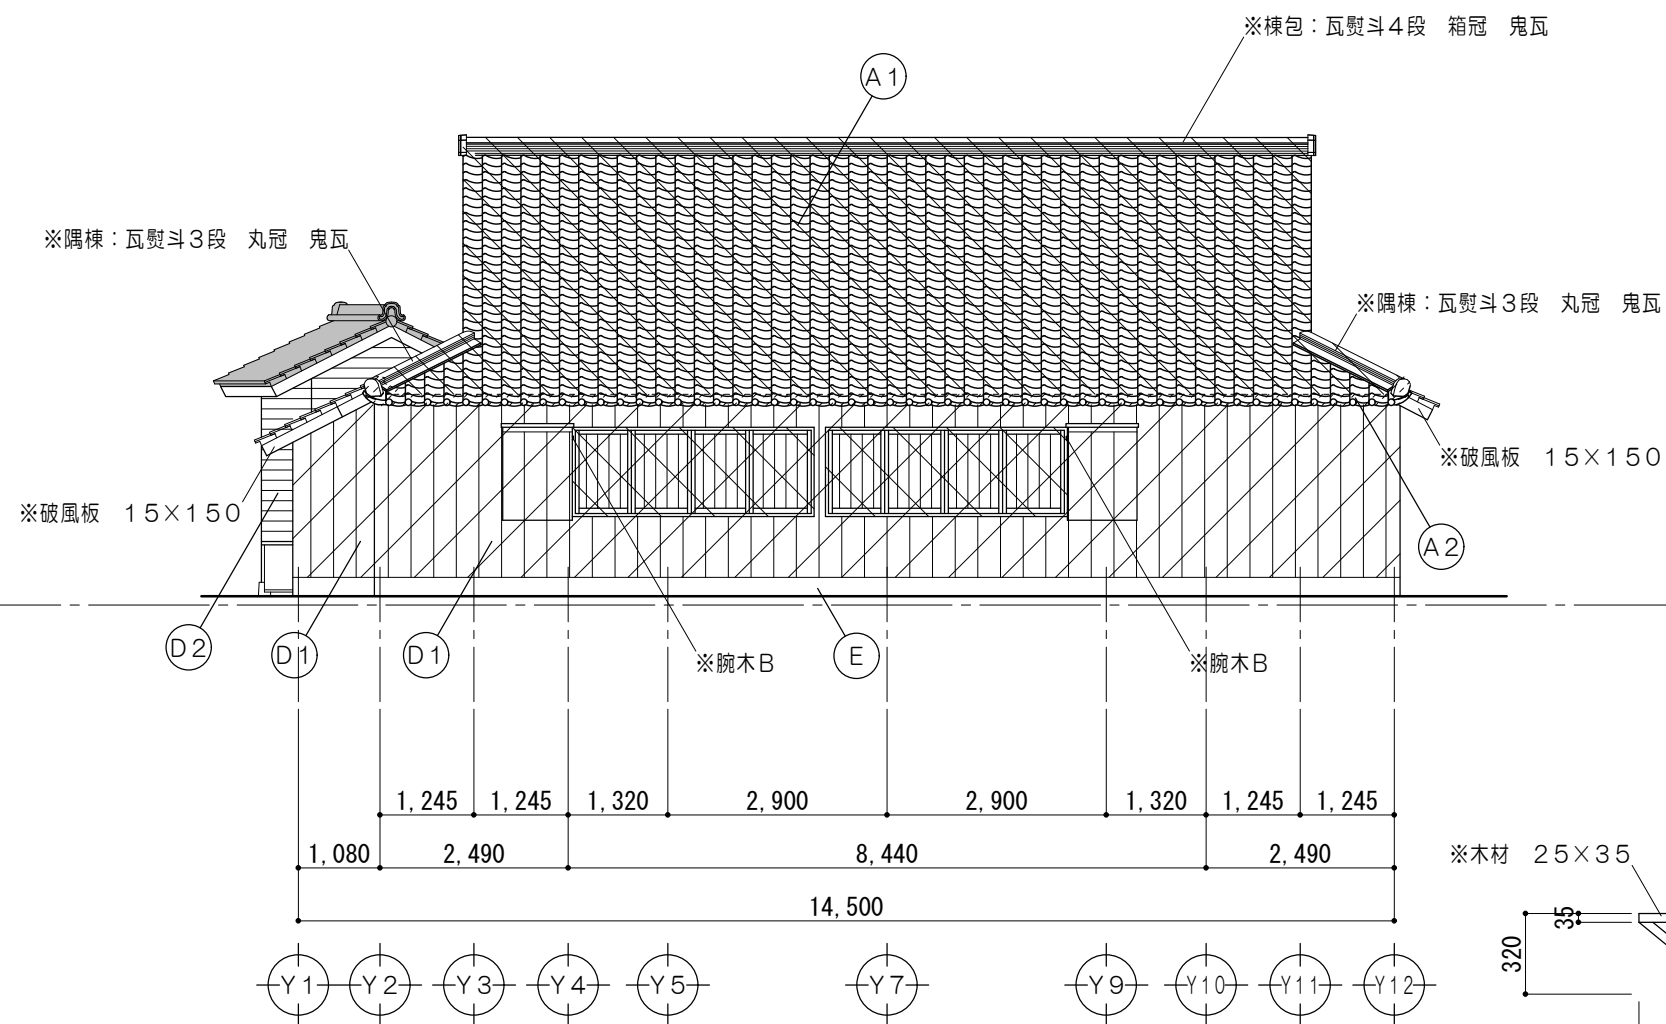 ※棟包：瓦熨斗４段　箱冠　鬼瓦
A1
※隅棟：瓦熨斗３段　丸冠　鬼瓦
※隅棟：瓦熨斗３段　丸冠　鬼瓦
※破風板　１５×１５０
※破風板　１５×１５０
A2
D2
D1
D1
※腕木B
E
※腕木B
1,245 1,245 1,320 2,900 2,900 1,320 1,245 1,245
1,080 2,490 8,440 2,490
14,500
※木材　２５×３５
35
320
Y1 Y2 Y3 Y4 Y5 Y7 Y9 Y10 Y11 Y12